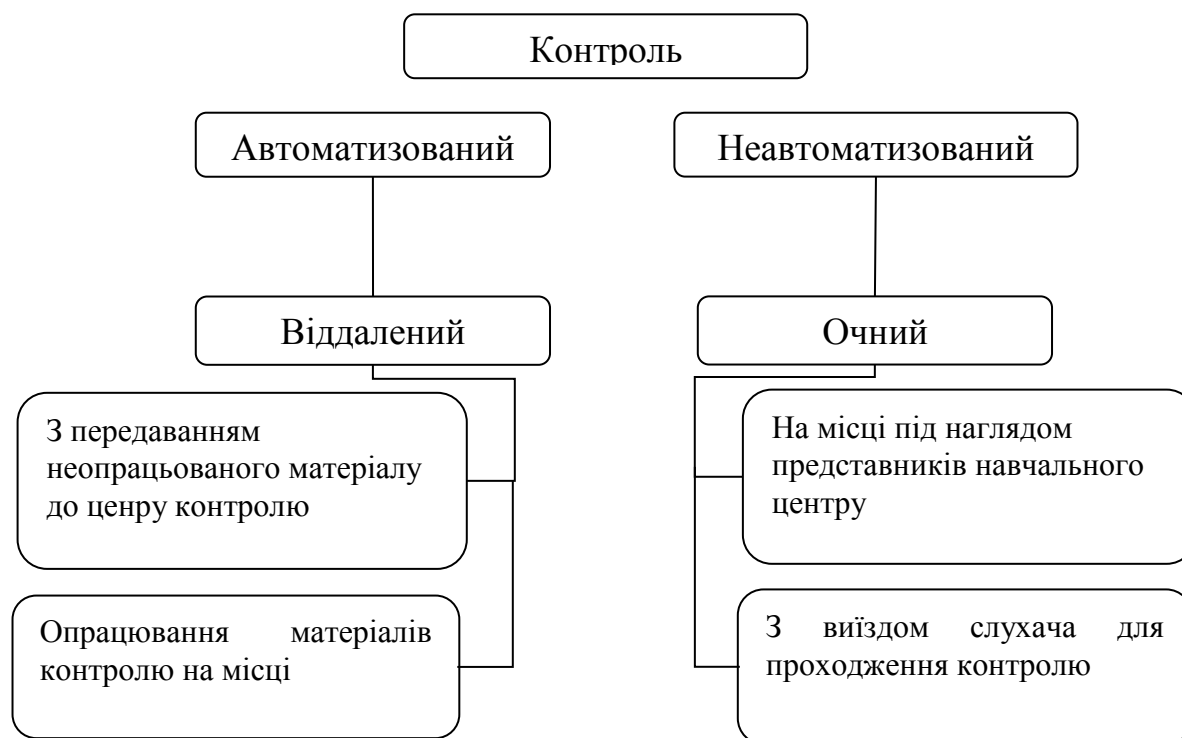 Контроль
Автоматизований
Неавтоматизований
Віддалений
Очний
З передаванням
неопрацьованого матеріалу
до ценру контролю
На місці під наглядом
представників навчального
центру
Опрацювання матеріалів
контролю на місці
З виїздом слухача для
проходження контролю